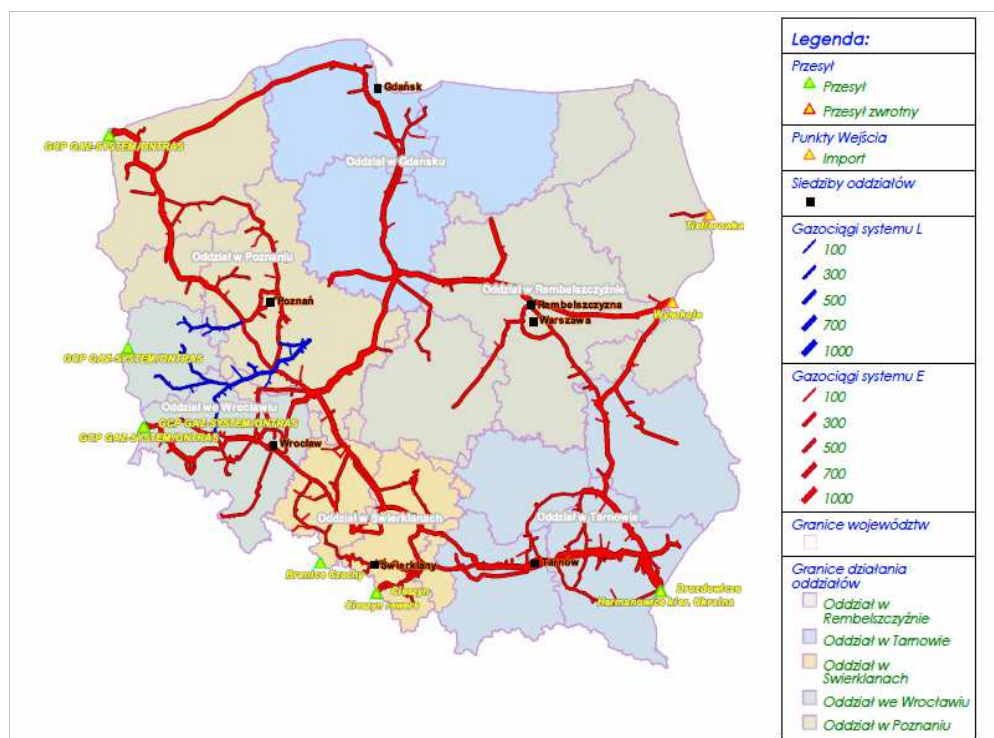 Gdańsk
GCP GAZ-SYSTEM/ONTRAS
Oddział w Gdańsku
Tietierowka
Oddział w Poznaniu
Oddział w Rembelszczyźnie
Poznań
Rembelszczyzna
Wysokoje
Warszawa
GCP GAZ-SYSTEM/ONTRAS
Oddział we Wrocławiu
GCP GAZ-SYSTEM/ONTRAS
GCP GAZ-SYSTEM/ONTRAS
Wrocław
Oddział w Świerklanach
Oddział w Tarnowie
Branice Czechy
Świerklany
Tarnów
Cieszyn
Cieszyn rewers
Drozdowicze
Hermanowice kier. Ukraina
Legenda:
Przesył
Przesył
Przesył zwrotny
Punkty Wejścia
Import
Siedziby oddziałów
Gazociągi systemu L
100
300
500
700
1000
Gazociągi systemu E
100
300
500
700
1000
Granice województw
Granice działania
oddziałów
Oddział w
Rembelszczyźnie
Oddział w Tarnowie
Oddział w
Swierklanach
Oddział we Wrocławiu
Oddział w Poznaniu